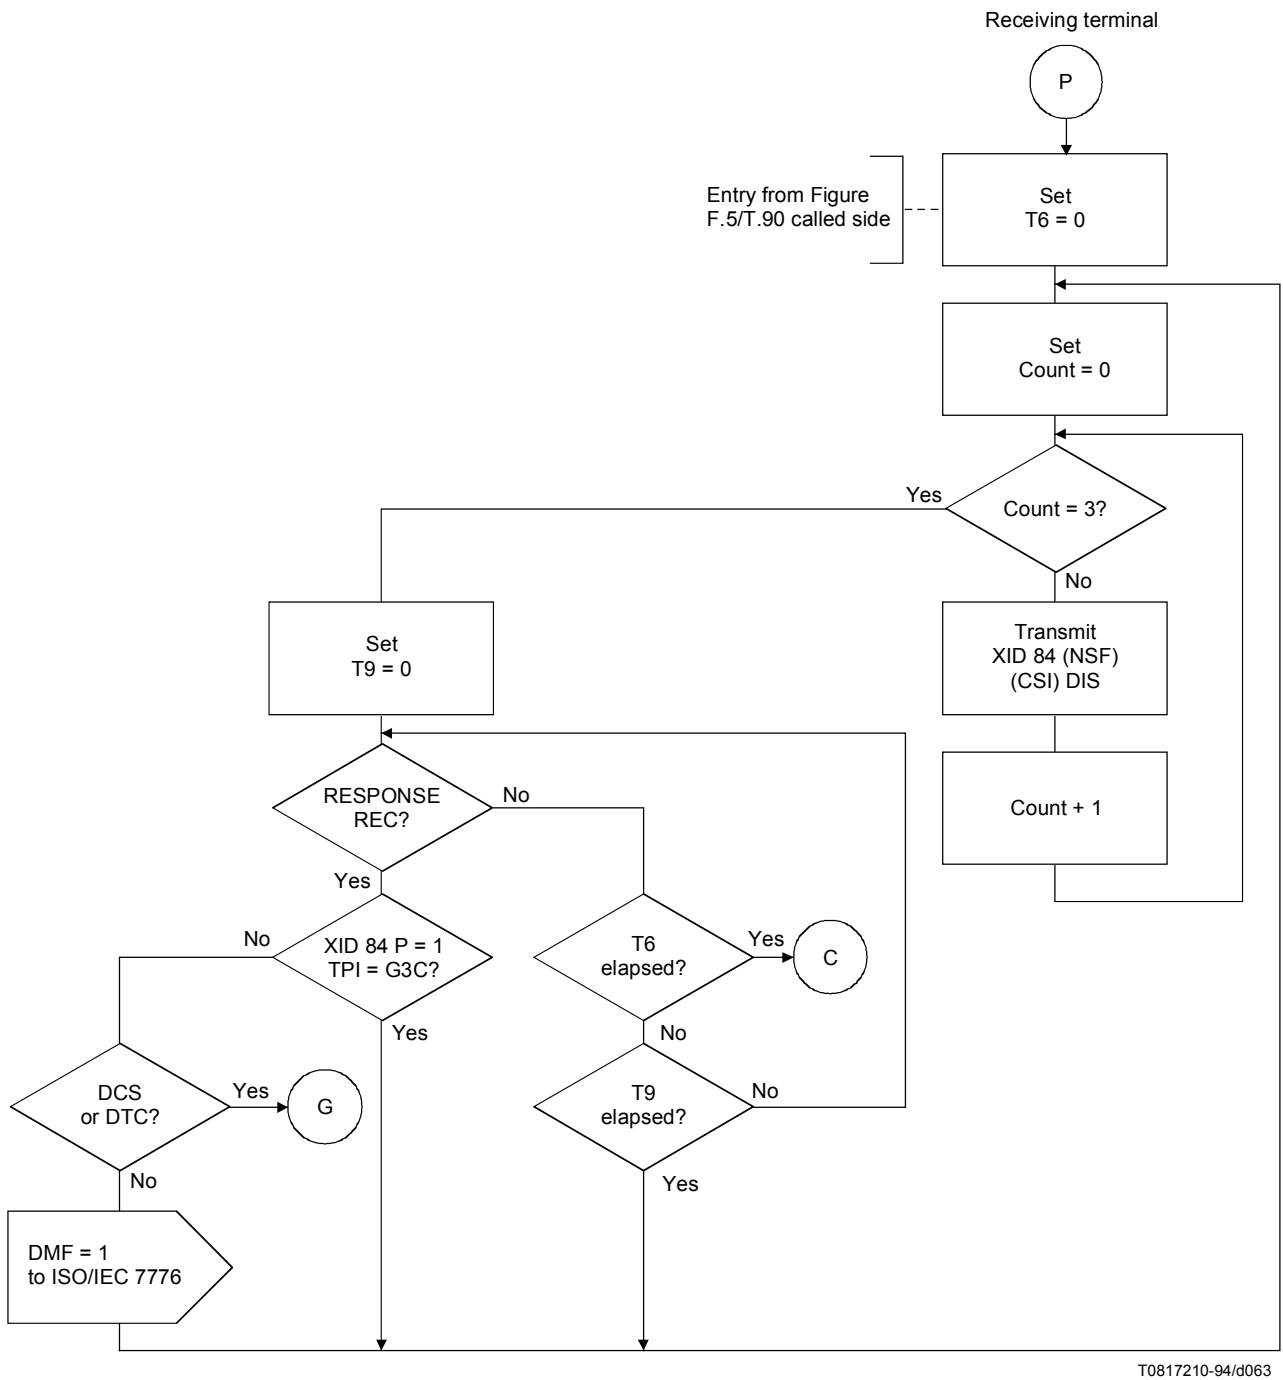 Receiving terminal
P
Entry from Figure
F.5/T.90 called side
Set
T6 = 0
Set
Count = 0
Yes
Count = 3?
No
Set
T9 = 0
Transmit
XID 84 (NSF)
(CSI) DIS
RESPONSE
REC?
No
Count + 1
Yes
No
XID 84 P = 1
TPI = G3C?
T6
elapsed?
Yes
C
Yes
No
DCS
or DTC?
Yes
G
T9
elapsed?
No
No
Yes
DMF = 1
to ISO/IEC 7776
T0817210-94/d063